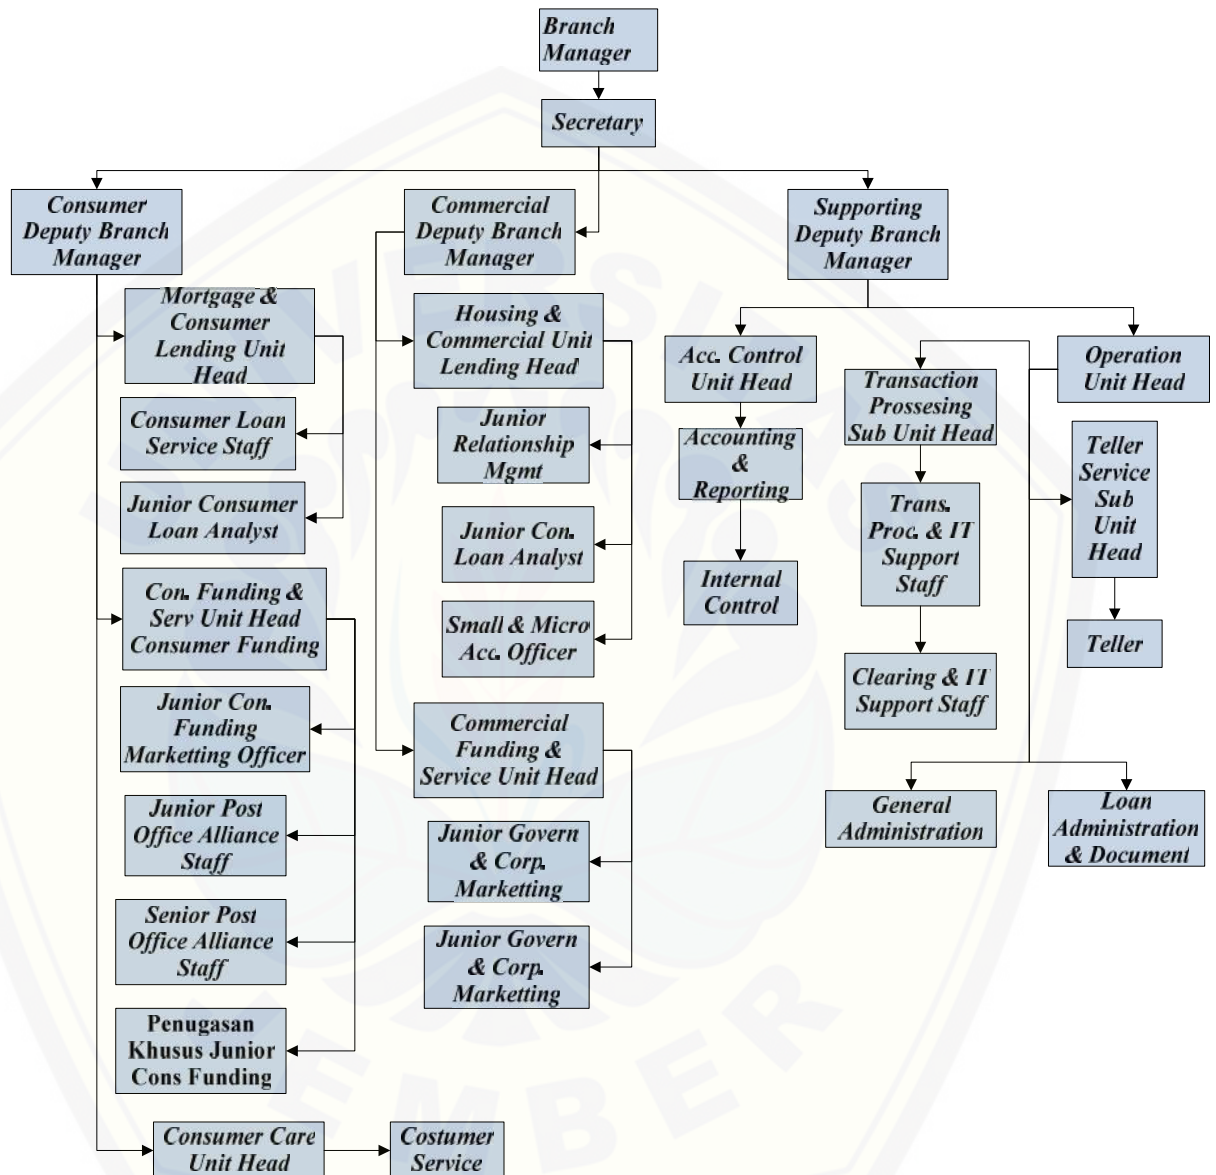 Branch
Manager
Secretary
Consumer
Deputy Branch
Manager
Mortgage &
Consumer
Lending Unit
Head
Consumer Loan
Service Staff
Junior Consumer
Loan Analyst
Con. Funding &
Serv Unit Head
Consumer Funding
Junior Con.
Funding
Marketting Officer
Junior Post
Office Alliance
Staff
Senior Post
Office Alliance
Staff
Penugasan
Khusus Junior
Cons Funding
Consumer Care
Unit Head
Costumer
Service
Commercial
Deputy Branch
Manager
Housing &
Commercial Unit
Lending Head
Junior
Relationship
Mgmt
Junior Con.
Loan Analyst
Small & Micro
Acc. Officer
Commercial
Funding &
Service Unit Head
Junior Govern
& Corp.
Marketting
Junior Govern
& Corp.
Marketting
Supporting
Deputy Branch
Manager
Acc. Control
Unit Head
Accounting
&
Reporting
Internal
Control
Transaction
Prossesing
Sub Unit Head
Trans.
Proc. & IT
Support
Staff
Clearing & IT
Support Staff
Operation
Unit Head
Teller
Service
Sub
Unit
Head
Teller
General
Administration
Loan
Administration
& Document
UNIVERSITAS
JEMBER